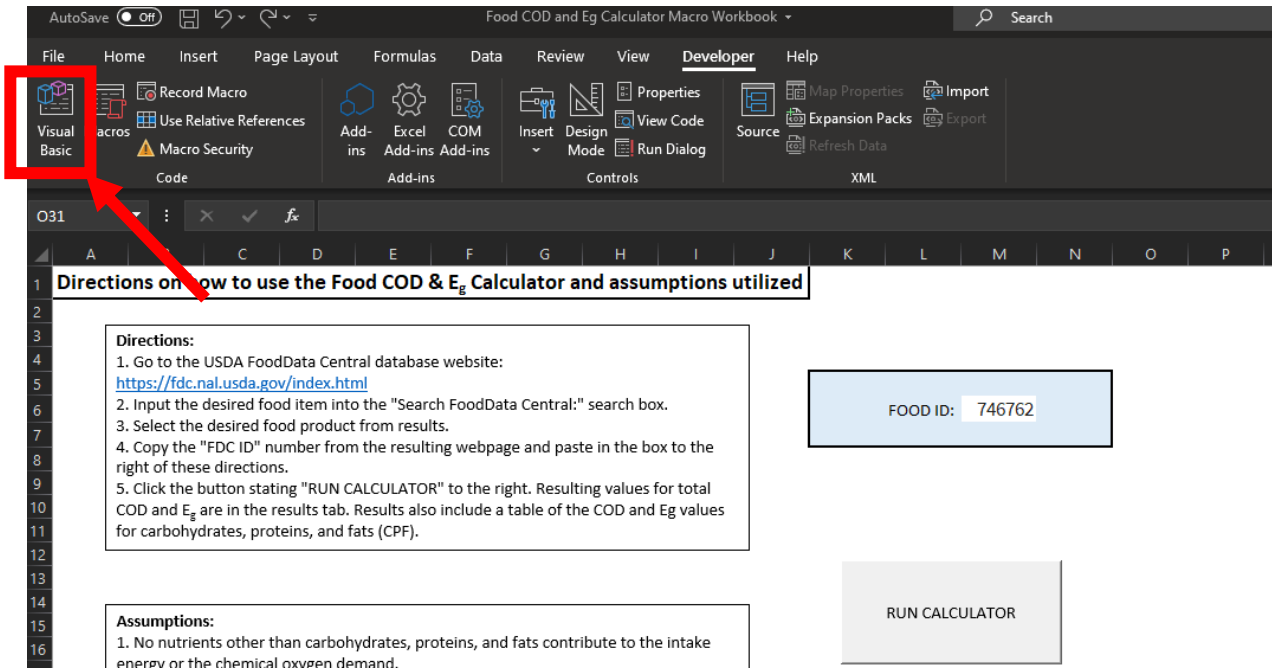 AutoSave Off Food COD and Eg Calculator Macro Workbook Search
File Home Insert Page Layout Formulas Data Review View Developer Help
Visual Basic
Macros
Record Macro
Use Relative References
Macro Security
Code
Add-ins
Excel Add-ins
COM Add-ins
Add-ins
Insert
Design Mode
Properties
View Code
Run Dialog
Controls
Source
Map Properties
Expansion Packs
Refresh Data
Import
Export
XML
O31 fx
A C D E F G H I J K L M N O P
1 Directions on how to use the Food COD & Eg Calculator and assumptions utilized
2
3 Directions:
4 1. Go to the USDA FoodData Central database website:
5 https://fdc.nal.usda.gov/index.html
6 2. Input the desired food item into the "Search FoodData Central:" search box.
7 3. Select the desired food product from results.
4. Copy the "FDC ID" number from the resulting webpage and paste in the box to the
8 right of these directions.
9 5. Click the button stating "RUN CALCULATOR" to the right. Resulting values for total
10 COD and Eg are in the results tab. Results also include a table of the COD and Eg values
11 for carbohydrates, proteins, and fats (CPF).
12
13
14
15 Assumptions:
16 1. No nutrients other than carbohydrates, proteins, and fats contribute to the intake
energy or the chemical oxygen demand.
FOOD ID: 746762
RUN CALCULATOR